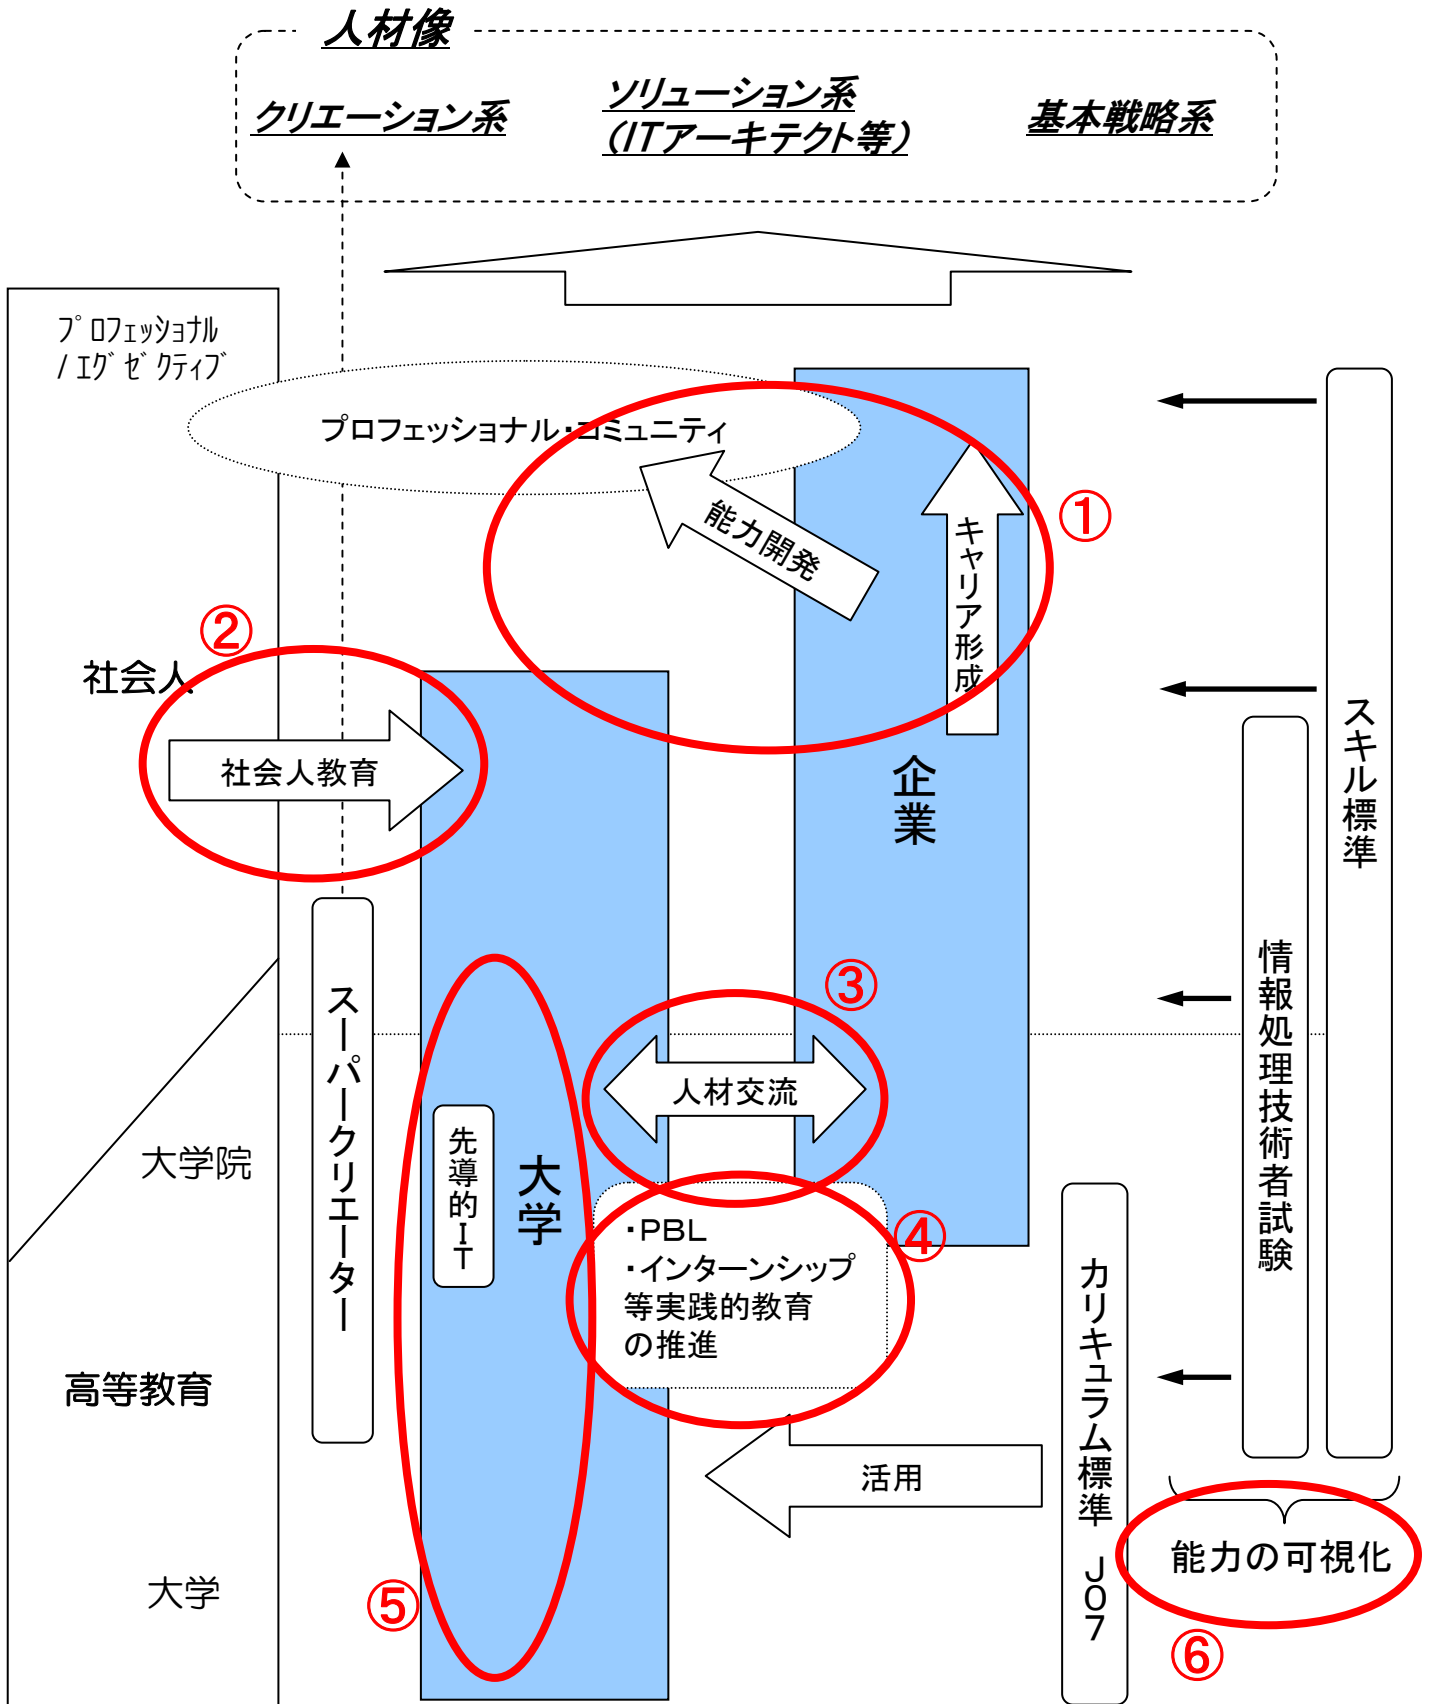 人材像
クリエーション系
ソリューション系
（ITアーキテクト等）
基本戦略系
プロフェッショナル
/エグゼクティブ
プロフェッショナル・コミュニティ
能力開発
キャリア形成
①
②
社会人
社会人教育
企業
スキル標準
情報処理技術者試験
スーパークリエーター
③
人材交流
先導的IT
大学
大学院
・PBL
・インターンシップ
等実践的教育
の推進
④
カリキュラム標準 J07
高等教育
活用
能力の可視化
大学
⑤
⑥